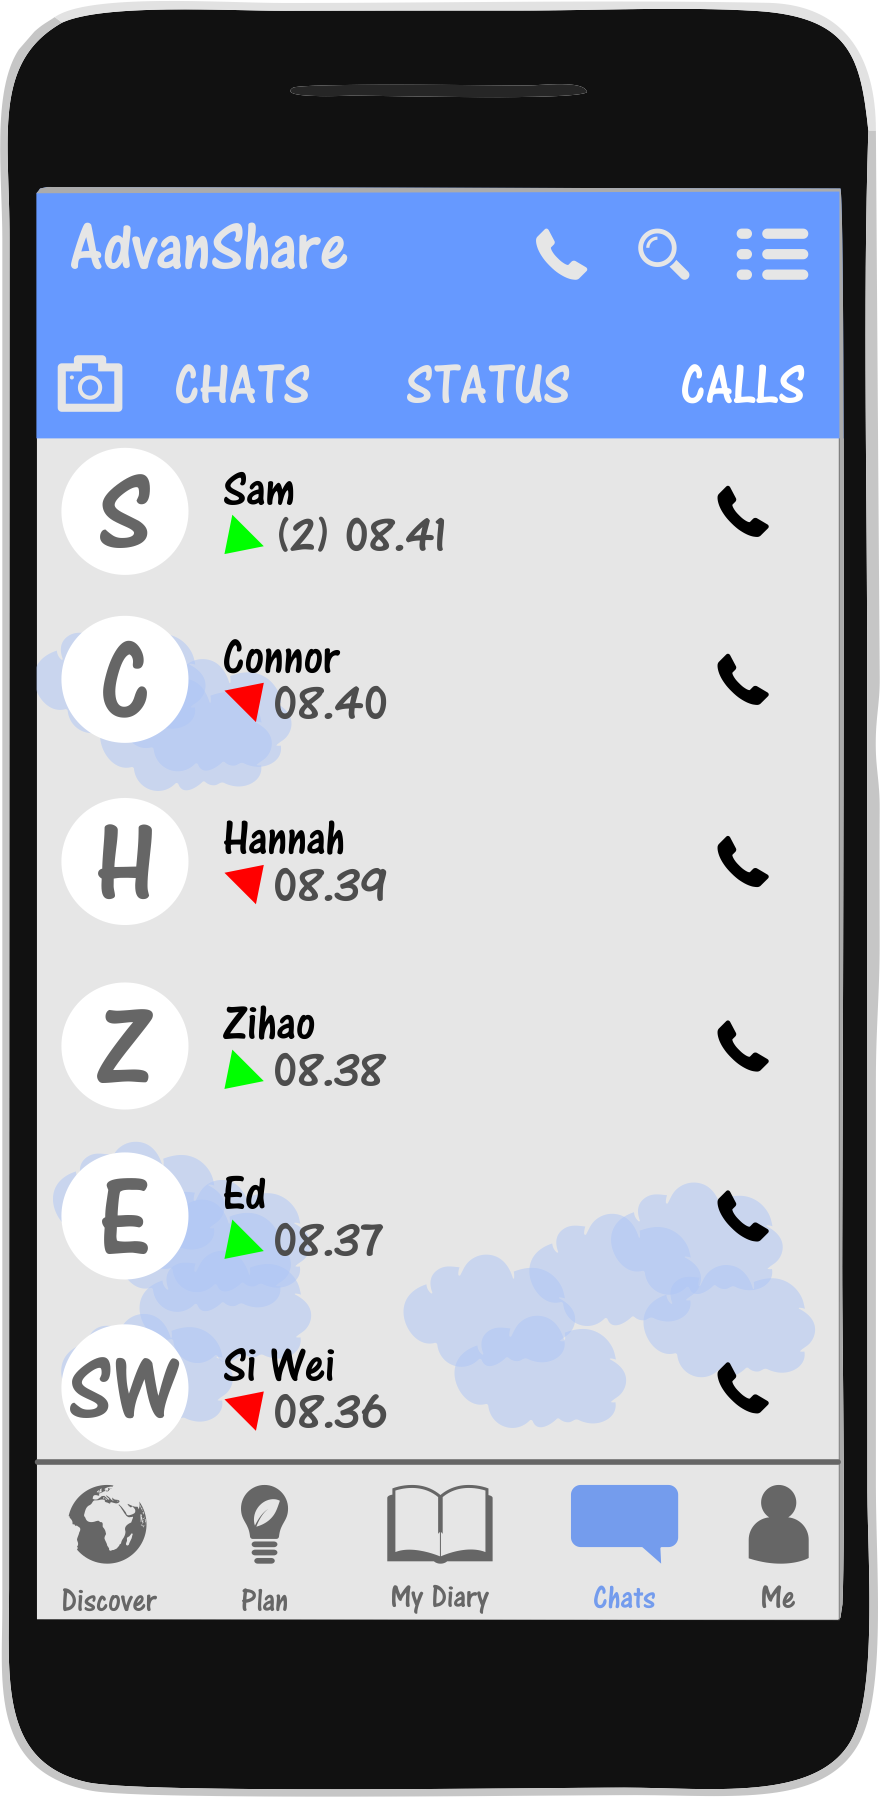 AdvanShare
CHATS STATUS CALLS
S
Sam
(2) 08.41
C
Connor
08.40
H
Hannah
08.39
Z
Zihao
08.38
E
Ed
08.37
SW
Si Wei
08.36
Discover Plan My Diary Chats Me